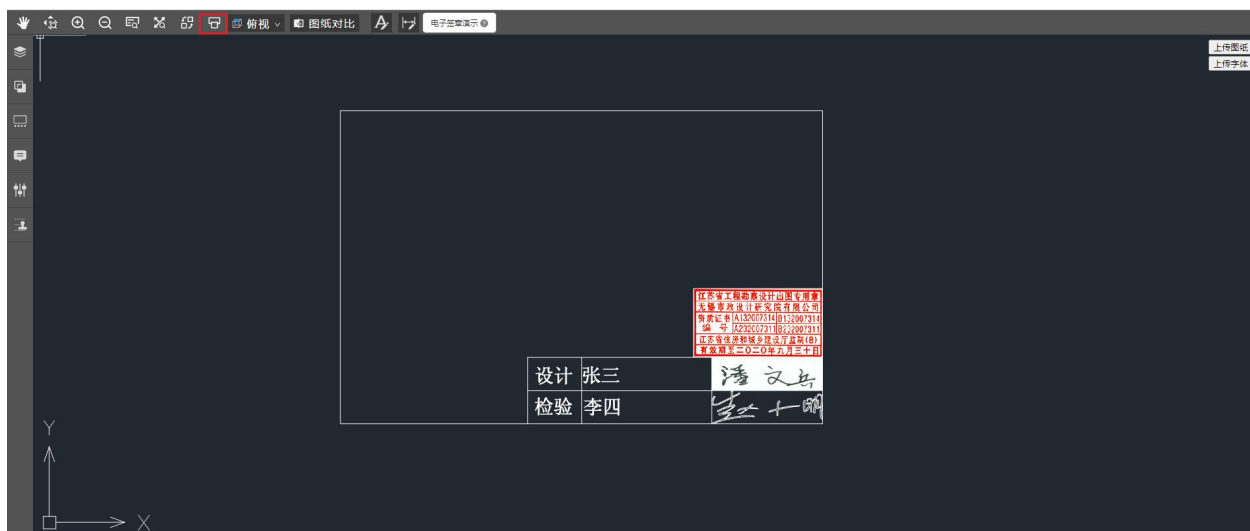 俯视 图纸对比 A 电子签章演示
上传图纸
上传字体
江苏省工程勘察设计出图专用章
无锡市政设计研究院有限公司
资质证书 A132007314 B132007314
编 号 A232007311 B232007311
江苏省住房和城乡建设厅监制(B)
有效期至二〇二〇年九月三十日
设计 张三 潘文兵
检验 李四
Y
X